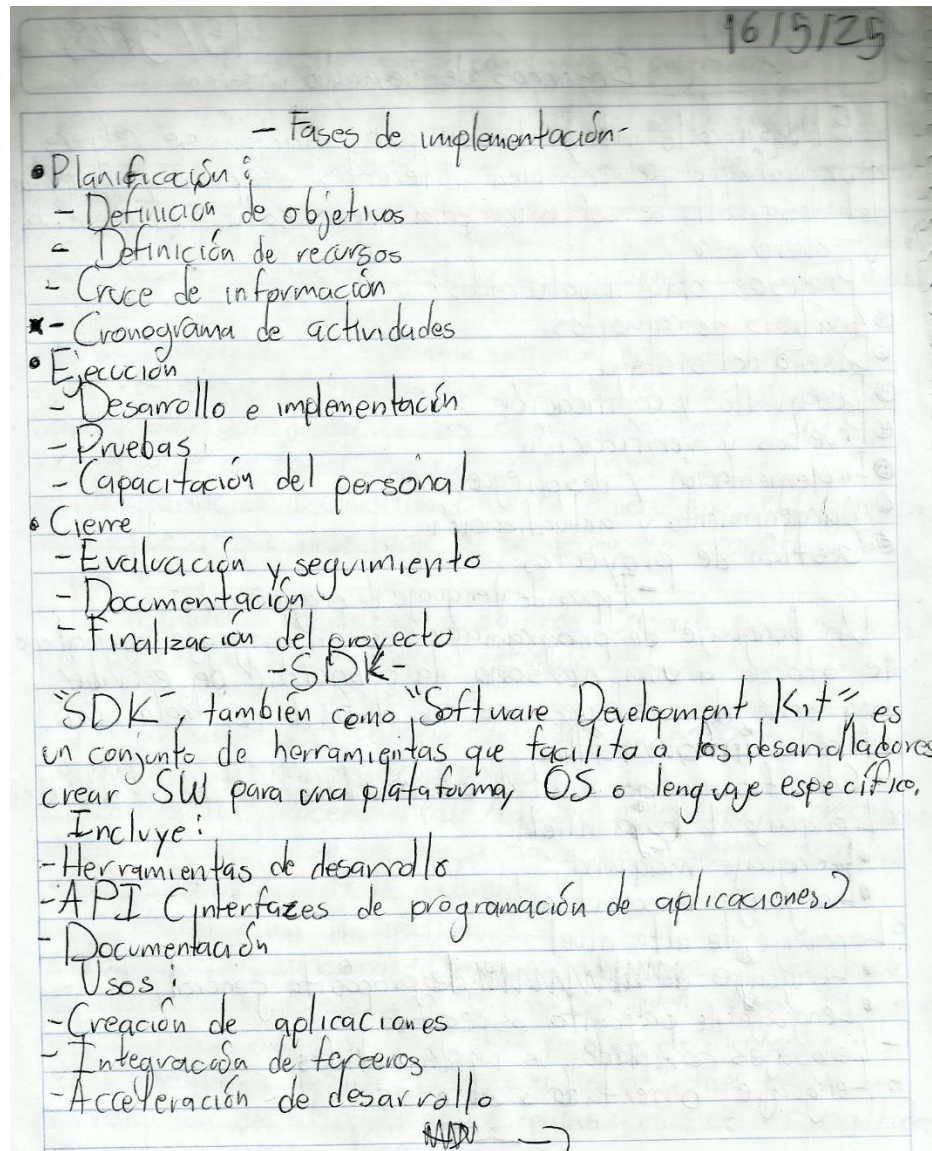 16/5/25
- Fases de implementación -
• Planificación:
- Definición de objetivos
- Definición de recursos
- Cruce de información
- Cronograma de actividades
• Ejecución
- Desarrollo e implementación
- Pruebas
- Capacitación del personal
• Cierre
- Evaluación y seguimiento
- Documentación
- Finalización del proyecto
- SDK -
"SDK", también como "Software Development Kit", es
un conjunto de herramientas que facilita a los desarrolladores
crear SW para una plataforma, OS o lenguaje específico.
Incluye:
- Herramientas de desarrollo
- API (interfazes de programación de aplicaciones)
- Documentación
Usos:
- Creación de aplicaciones
- Integración de terceros
- Acceleración de desarrollo